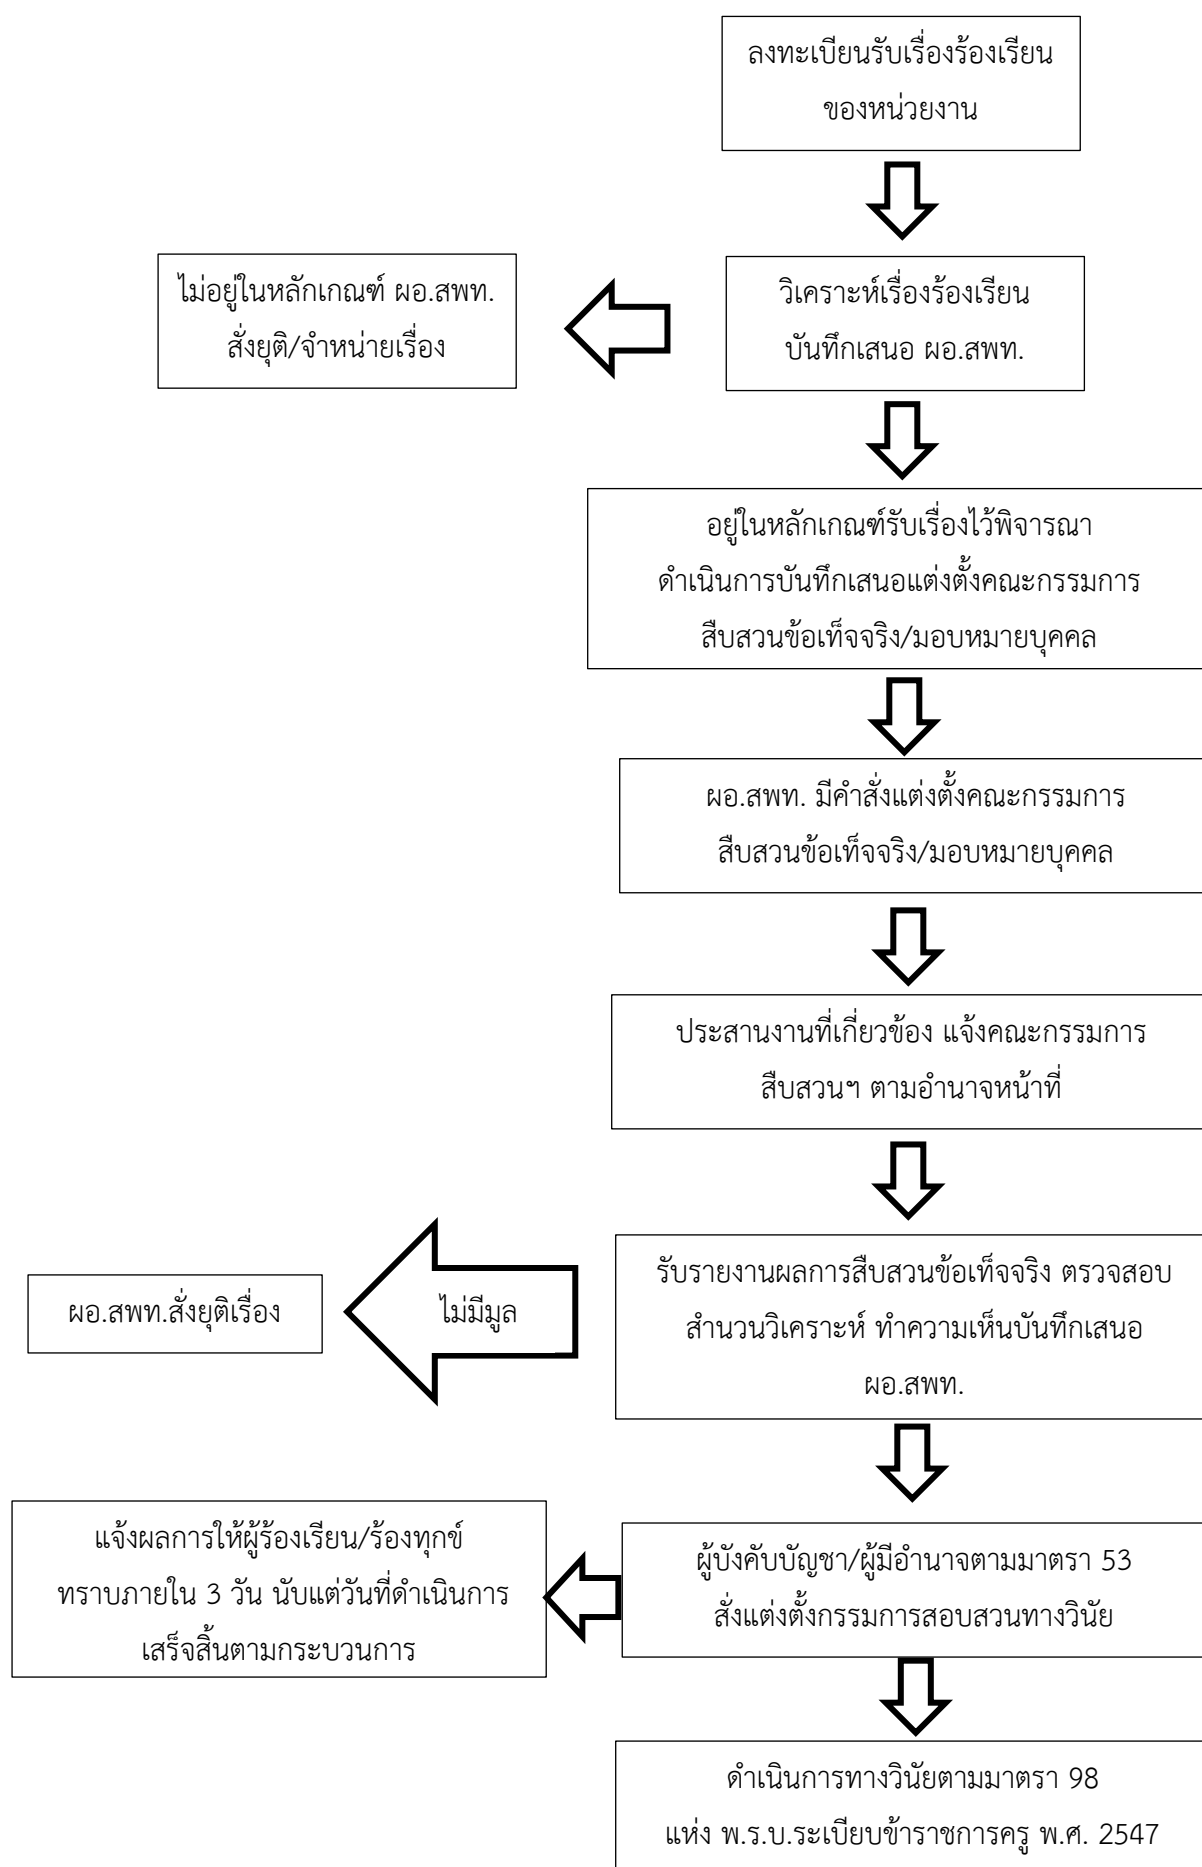 ลงทะเบียนรับเรื่องร้องเรียน
ของหน่วยงาน
ไม่อยู่ในหลักเกณฑ์ ผอ.สพท.
สั่งยุติ/จำหน่ายเรื่อง
วิเคราะห์เรื่องร้องเรียน
บันทึกเสนอ ผอ.สพท.
อยู่ในหลักเกณฑ์รับเรื่องไว้พิจารณา
ดำเนินการบันทึกเสนอแต่งตั้งคณะกรรมการ
สืบสวนข้อเท็จจริง/มอบหมายบุคคล
ผอ.สพท. มีคำสั่งแต่งตั้งคณะกรรมการ
สืบสวนข้อเท็จจริง/มอบหมายบุคคล
ประสานงานที่เกี่ยวข้อง แจ้งคณะกรรมการ
สืบสวนฯ ตามอำนาจหน้าที่
รับรายงานผลการสืบสวนข้อเท็จจริง ตรวจสอบ
สำนวนวิเคราะห์ ทำความเห็นบันทึกเสนอ
ผอ.สพท.
ไม่มีมูล
ผอ.สพท.สั่งยุติเรื่อง
ผู้บังคับบัญชา/ผู้มีอำนาจตามมาตรา 53
สั่งแต่งตั้งกรรมการสอบสวนทางวินัย
แจ้งผลการให้ผู้ร้องเรียน/ร้องทุกข์
ทราบภายใน 3 วัน นับแต่วันที่ดำเนินการ
เสร็จสิ้นตามกระบวนการ
ดำเนินการทางวินัยตามมาตรา 98
แห่ง พ.ร.บ.ระเบียบข้าราชการครู พ.ศ. 2547